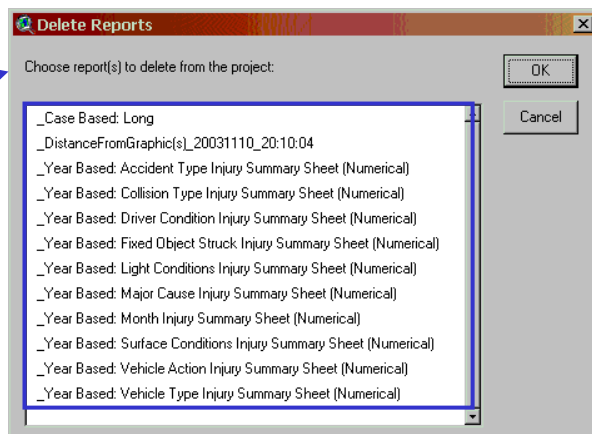 Delete Reports
Choose report(s) to delete from the project:
OK
Cancel
_Case Based: Long
_DistanceFromGraphic(s)_20031110_20:10:04
_Year Based: Accident Type Injury Summary Sheet (Numerical)
_Year Based: Collision Type Injury Summary Sheet (Numerical)
_Year Based: Driver Condition Injury Summary Sheet (Numerical)
_Year Based: Fixed Object Struck Injury Summary Sheet (Numerical)
_Year Based: Light Conditions Injury Summary Sheet (Numerical)
_Year Based: Major Cause Injury Summary Sheet (Numerical)
_Year Based: Month Injury Summary Sheet (Numerical)
_Year Based: Surface Conditions Injury Summary Sheet (Numerical)
_Year Based: Vehicle Action Injury Summary Sheet (Numerical)
_Year Based: Vehicle Type Injury Summary Sheet (Numerical)